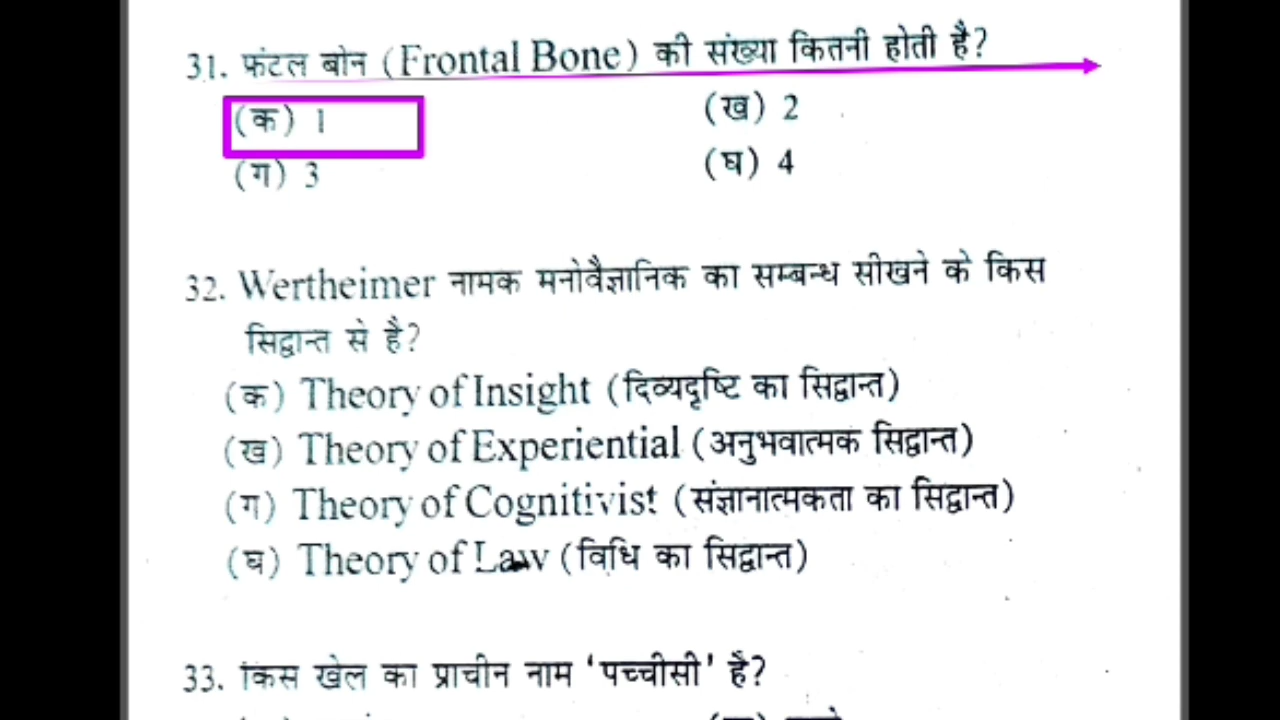 31. फंटल बोन (Frontal Bone) की संख्या कितनी होती है?
(क) 1 (ख) 2
(ग) 3 (घ) 4
32. Wertheimer नामक मनोवैज्ञानिक का सम्बन्ध सीखने के किस
सिद्वान्त से है?
(क) Theory of Insight (दिव्यदृष्टि का सिद्वान्त)
(ख) Theory of Experiential (अनुभवात्मक सिद्वान्त)
(ग) Theory of Cognitivist (संज्ञानात्मकता का सिद्वान्त)
(घ) Theory of Law (विधि का सिद्वान्त)
33. किस खेल का प्राचीन नाम 'पच्चीसी' है?